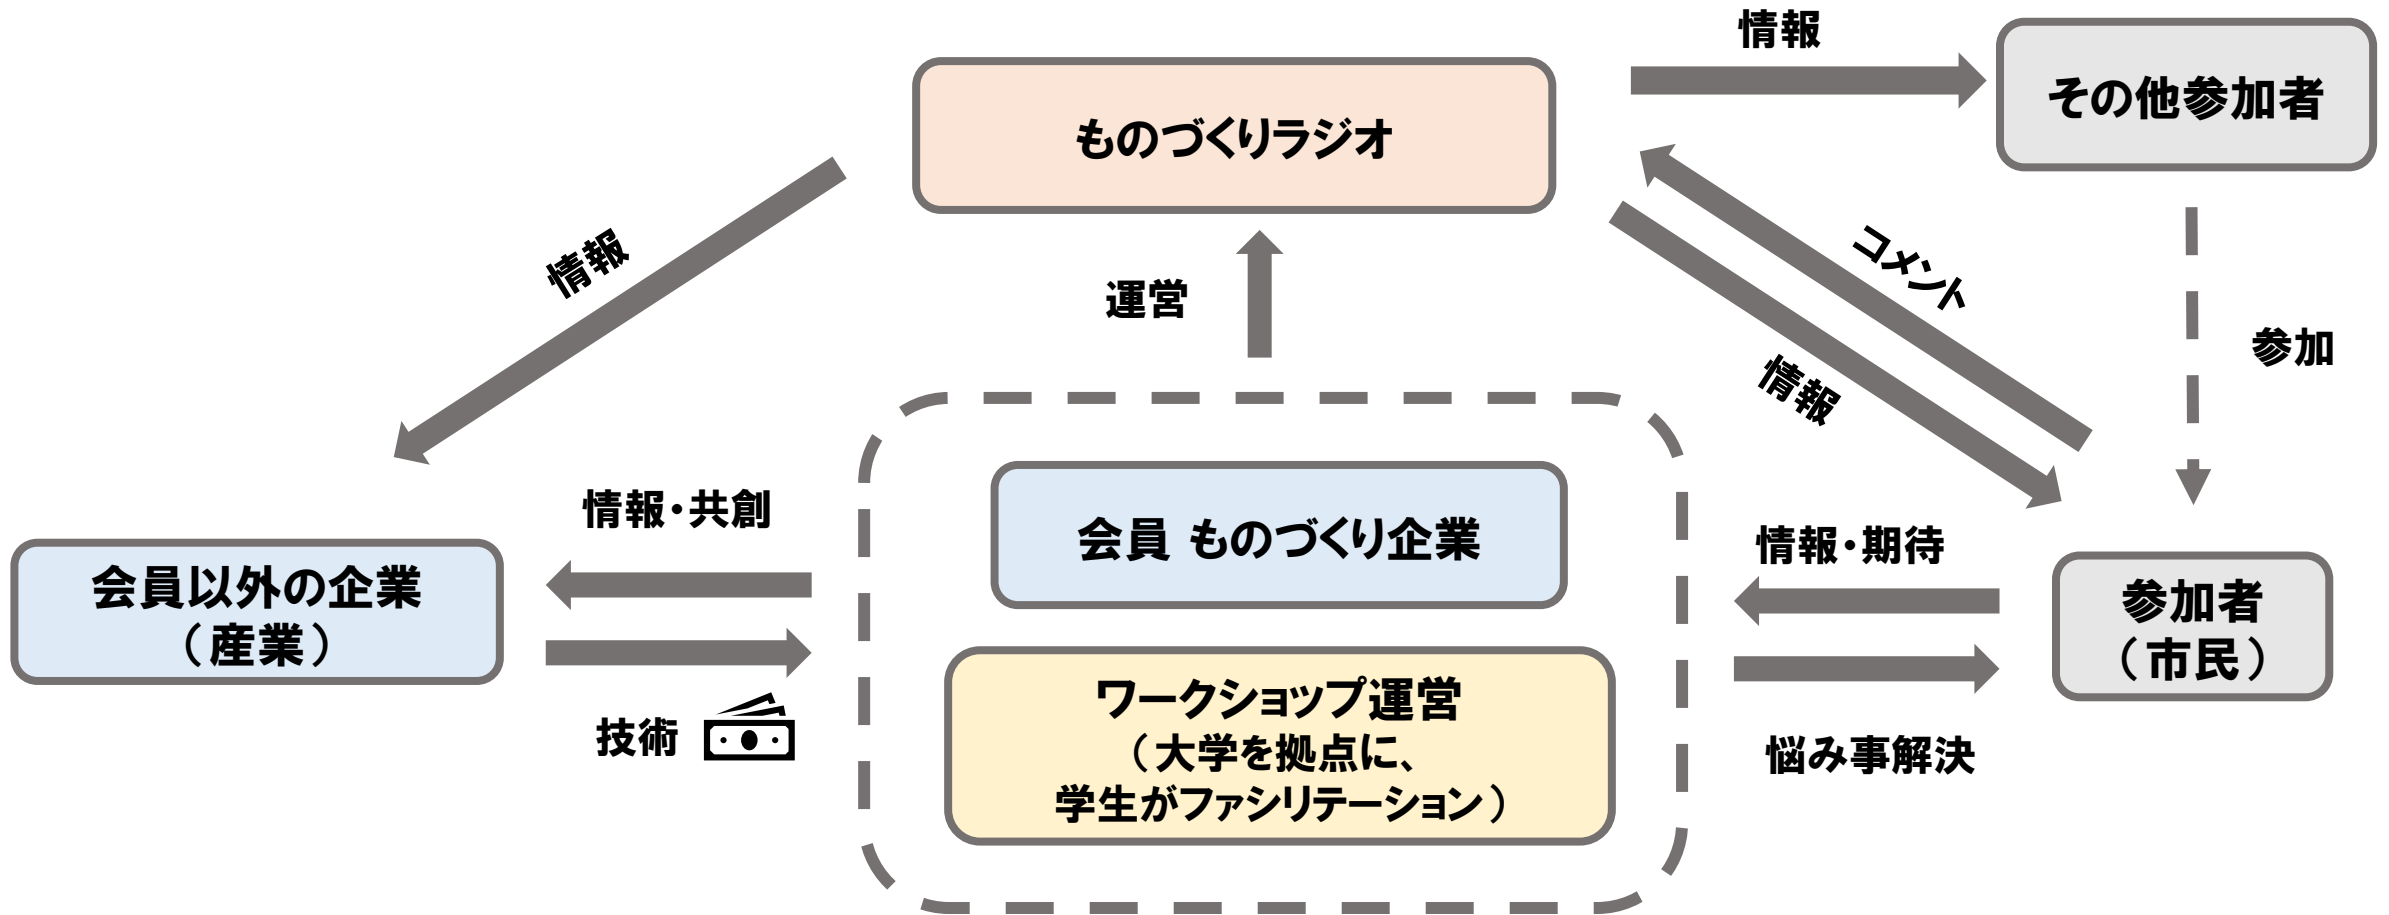 情報
その他参加者
ものづくりラジオ
情報
コメント
運営
参加
情報
情報・共創
会員 ものづくり企業
情報・期待
会員以外の企業
（産業）
参加者
（市民）
ワークショップ運営
（大学を拠点に、
学生がファシリテーション）
技術
悩み事解決